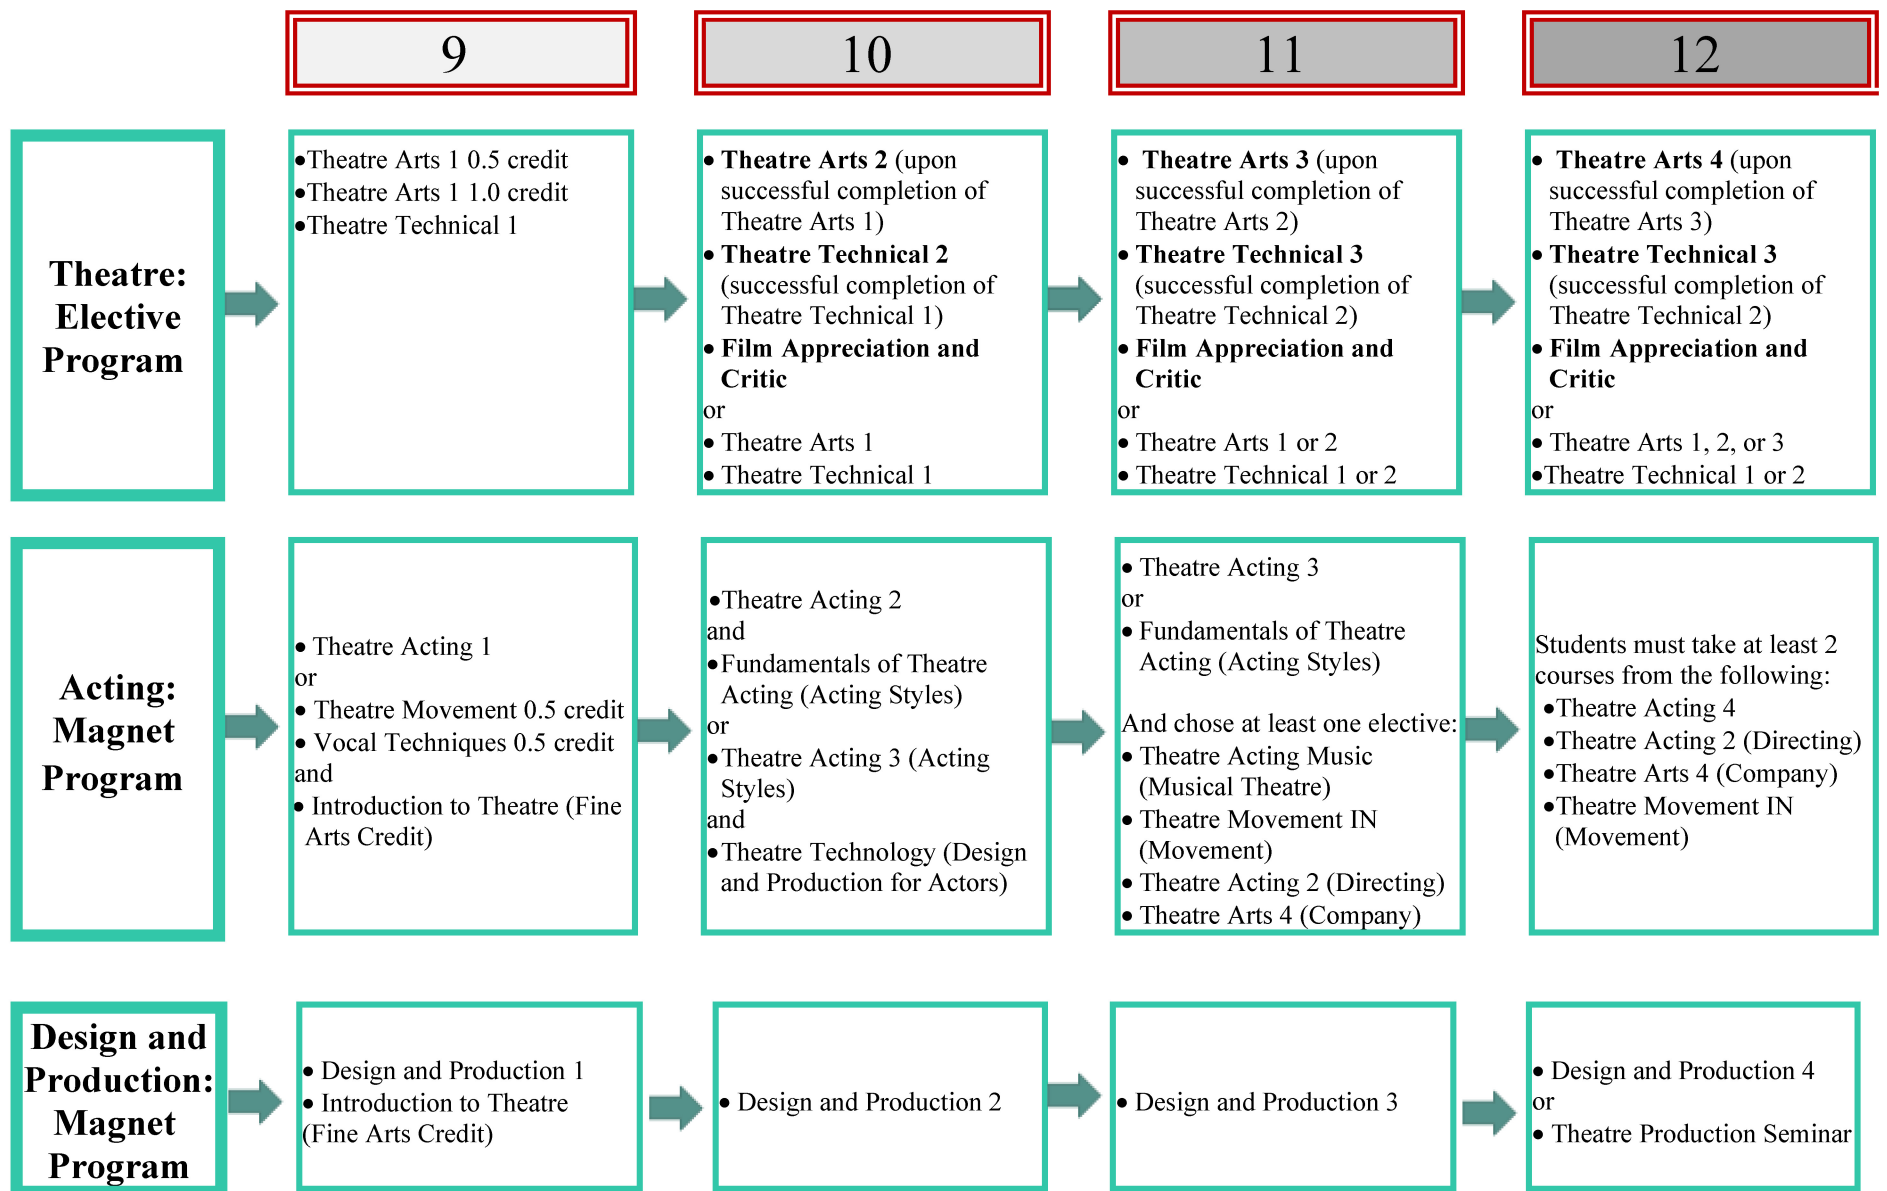 9
10
11
12
Theatre:
Elective
Program
•Theatre Arts 1 0.5 credit
•Theatre Arts 1 1.0 credit
•Theatre Technical 1
• Theatre Arts 2 (upon
successful completion of
Theatre Arts 1)
• Theatre Technical 2
(successful completion of
Theatre Technical 1)
• Film Appreciation and
Critic
or
• Theatre Arts 1
• Theatre Technical 1
• Theatre Arts 3 (upon
successful completion of
Theatre Arts 2)
• Theatre Technical 3
(successful completion of
Theatre Technical 2)
• Film Appreciation and
Critic
or
• Theatre Arts 1 or 2
• Theatre Technical 1 or 2
• Theatre Arts 4 (upon
successful completion of
Theatre Arts 3)
• Theatre Technical 3
(successful completion of
Theatre Technical 2)
• Film Appreciation and
Critic
or
• Theatre Arts 1, 2, or 3
•Theatre Technical 1 or 2
Acting:
Magnet
Program
• Theatre Acting 1
or
• Theatre Movement 0.5 credit
• Vocal Techniques 0.5 credit
and
• Introduction to Theatre (Fine
Arts Credit)
•Theatre Acting 2
and
•Fundamentals of Theatre
Acting (Acting Styles)
or
•Theatre Acting 3 (Acting
Styles)
and
•Theatre Technology (Design
and Production for Actors)
• Theatre Acting 3
or
• Fundamentals of Theatre
Acting (Acting Styles)
And chose at least one elective:
• Theatre Acting Music
(Musical Theatre)
• Theatre Movement IN
(Movement)
• Theatre Acting 2 (Directing)
• Theatre Arts 4 (Company)
Students must take at least 2
courses from the following:
•Theatre Acting 4
•Theatre Acting 2 (Directing)
•Theatre Arts 4 (Company)
•Theatre Movement IN
(Movement)
Design and
Production:
Magnet
Program
• Design and Production 1
• Introduction to Theatre
(Fine Arts Credit)
• Design and Production 2
• Design and Production 3
• Design and Production 4
or
• Theatre Production Seminar